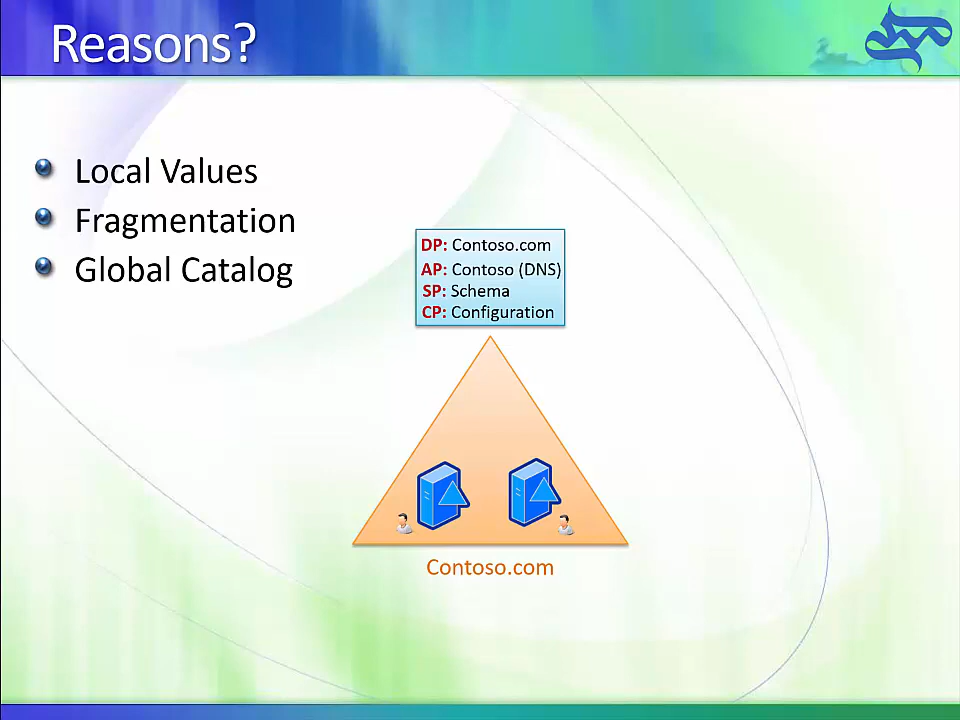 Reasons?
Local Values
Fragmentation
Global Catalog
DP: Contoso.com
AP: Contoso (DNS)
SP: Schema
CP: Configuration
Contoso.com